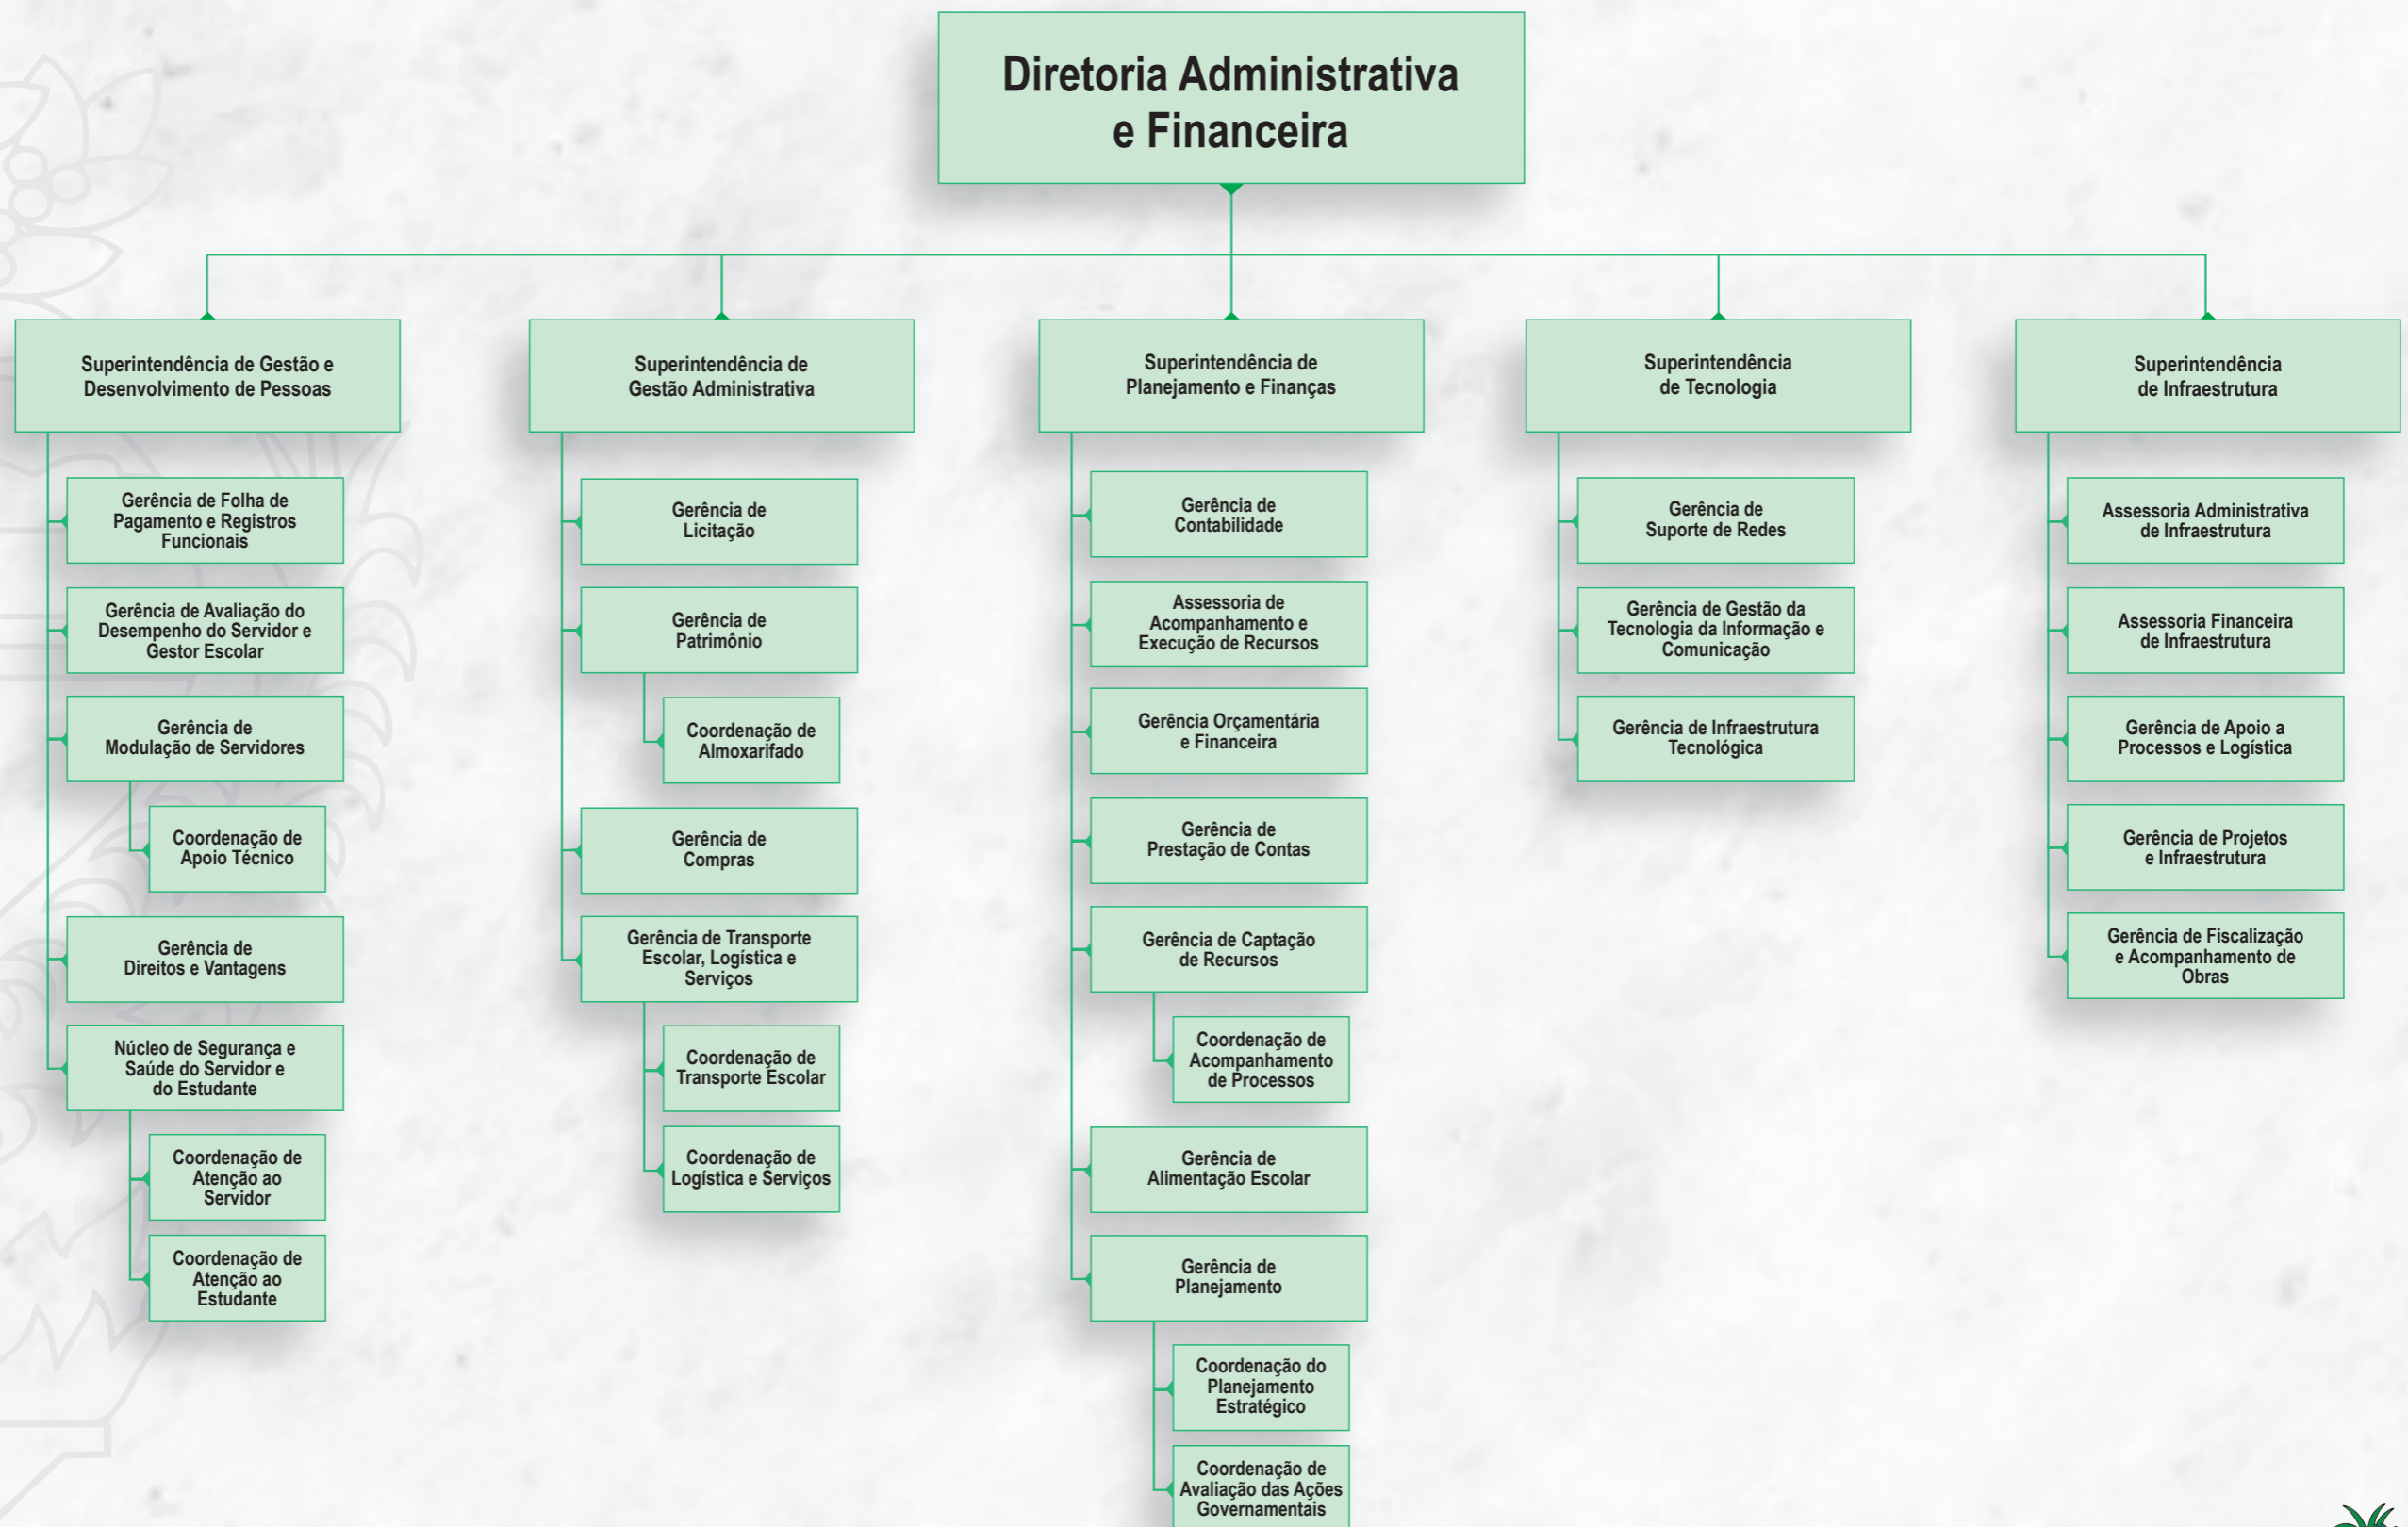 Diretoria Administrativa
e Financeira
Superintendência de Gestão e
Desenvolvimento de Pessoas
Gerência de Folha de
Pagamento e Registros
Funcionais
Gerência de Avaliação do
Desempenho do Servidor e
Gestor Escolar
Gerência de
Modulação de Servidores
Coordenação de
Apoio Técnico
Gerência de
Direitos e Vantagens
Núcleo de Segurança e
Saúde do Servidor e
do Estudante
Coordenação de
Atenção ao
Servidor
Coordenação de
Atenção ao
Estudante
Superintendência de
Gestão Administrativa
Gerência de
Licitação
Gerência de
Patrimônio
Coordenação de
Almoxarifado
Gerência de
Compras
Gerência de Transporte
Escolar, Logística e
Serviços
Coordenação de
Transporte Escolar
Coordenação de
Logística e Serviços
Superintendência de
Planejamento e Finanças
Gerência de
Contabilidade
Assessoria de
Acompanhamento e
Execução de Recursos
Gerência Orçamentária
e Financeira
Gerência de
Prestação de Contas
Gerência de Captação
de Recursos
Coordenação de
Acompanhamento
de Processos
Gerência de
Alimentação Escolar
Gerência de
Planejamento
Coordenação do
Planejamento
Estratégico
Coordenação de
Avaliação das Ações
Governamentais
Superintendência
de Tecnologia
Gerência de
Suporte de Redes
Gerência de Gestão da
Tecnologia da Informação e
Comunicação
Gerência de Infraestrutura
Tecnológica
Superintendência
de Infraestrutura
Assessoria Administrativa
de Infraestrutura
Assessoria Financeira
de Infraestrutura
Gerência de Apoio a
Processos e Logística
Gerência de Projetos
e Infraestrutura
Gerência de Fiscalização
e Acompanhamento de
Obras